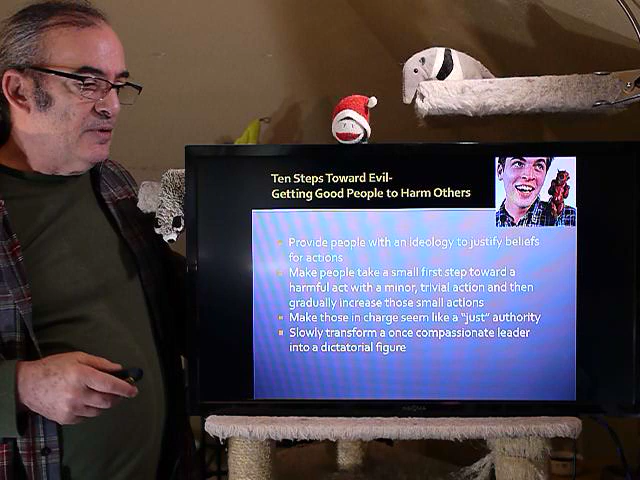 Ten Steps Toward Evil-
Getting Good People to Harm Others
Provide people with an ideology to justify beliefs
for actions
Make people take a small first step toward a
harmful act with a minor, trivial action and then
gradually increase those small actions
Make those in charge seem like a "just" authority
Slowly transform a once compassionate leader
into a dictatorial figure